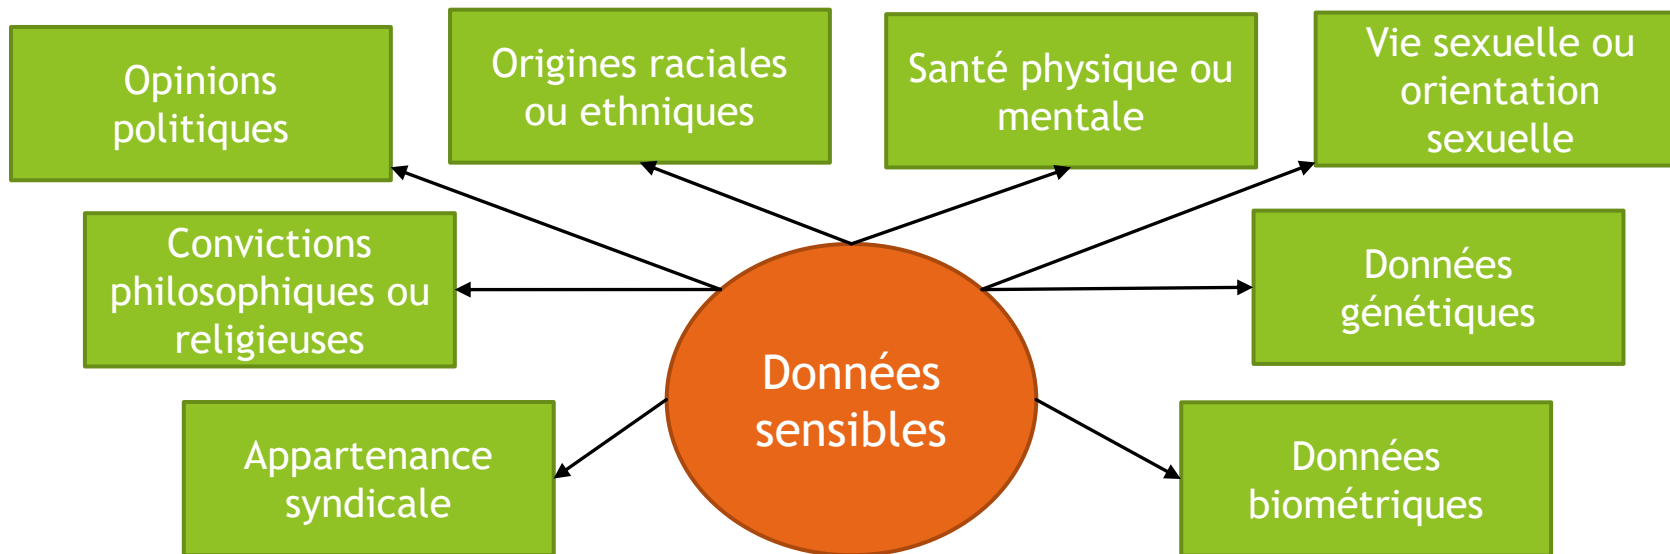 Opinions
politiques
Origines raciales
ou ethniques
Santé physique ou
mentale
Vie sexuelle ou
orientation
sexuelle
Convictions
philosophiques ou
religieuses
Données
génétiques
Données
sensibles
Appartenance
syndicale
Données
biométriques